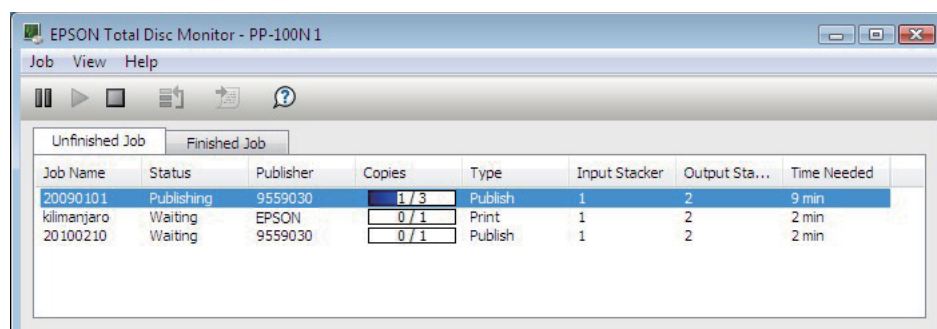 EPSON Total Disc Monitor - PP-100N 1
Job View Help
Unfinished Job Finished Job
Job Name Status Publisher Copies Type Input Stacker Output Sta... Time Needed
20090101 Publishing 9559030 1 / 3 Publish 1 2 9 min
kilimanjaro Waiting EPSON 0 / 1 Print 1 2 2 min
20100210 Waiting 9559030 0 / 1 Publish 1 2 2 min